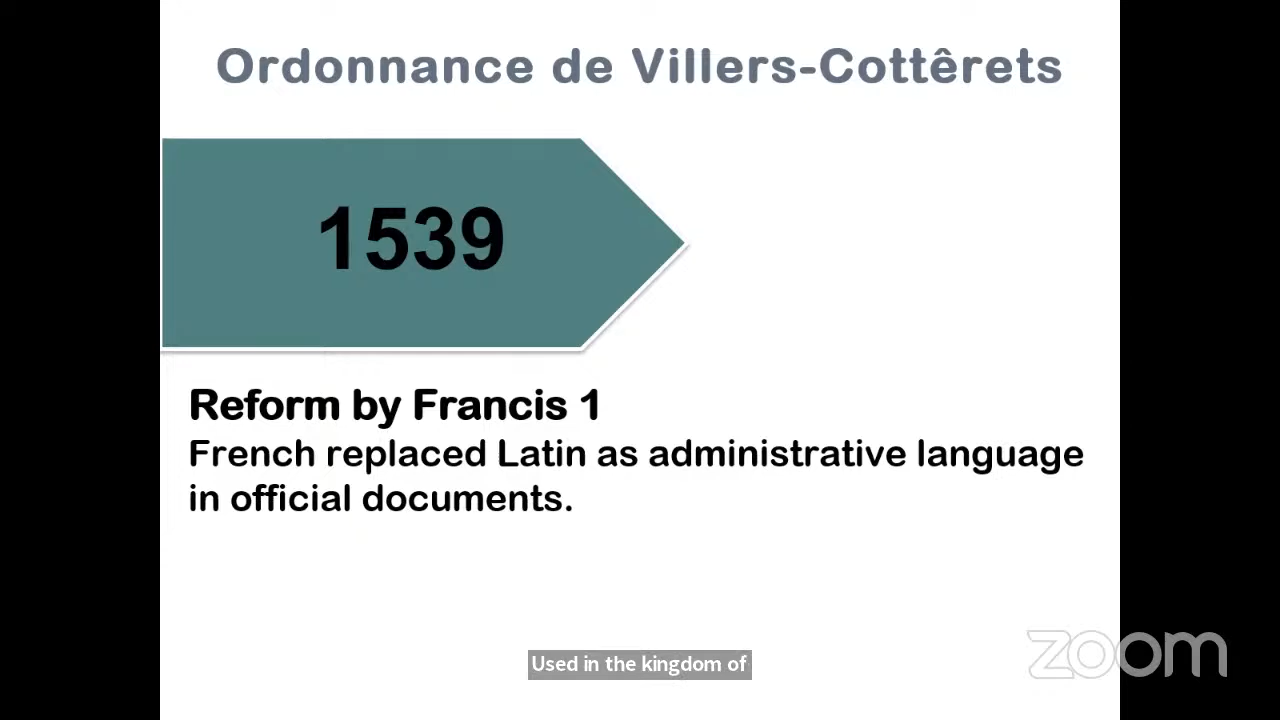 Ordonnance de Villers-Cottêrets
1539
Reform by Francis 1
French replaced Latin as administrative language
in official documents.
Used in the kingdom of
zoom